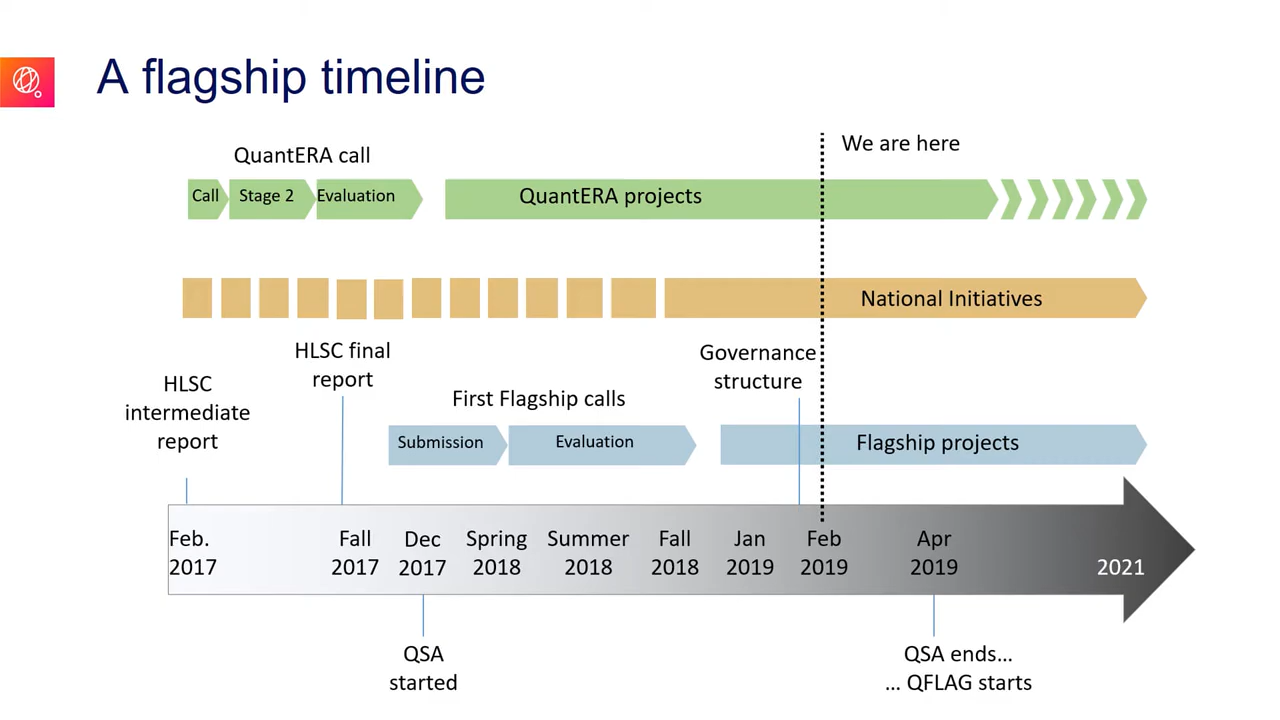 A flagship timeline
We are here
QuantERA call
Call
Stage 2
Evaluation
QuantERA projects
National Initiatives
HLSC final
report
Governance
structure
HLSC
intermediate
report
First Flagship calls
Submission
Evaluation
Flagship projects
Feb.
2017
Fall
2017
Dec
2017
Spring
2018
Summer
2018
Fall
2018
Jan
2019
Feb
2019
Apr
2019
2021
QSA
started
QSA ends...
... QFLAG starts